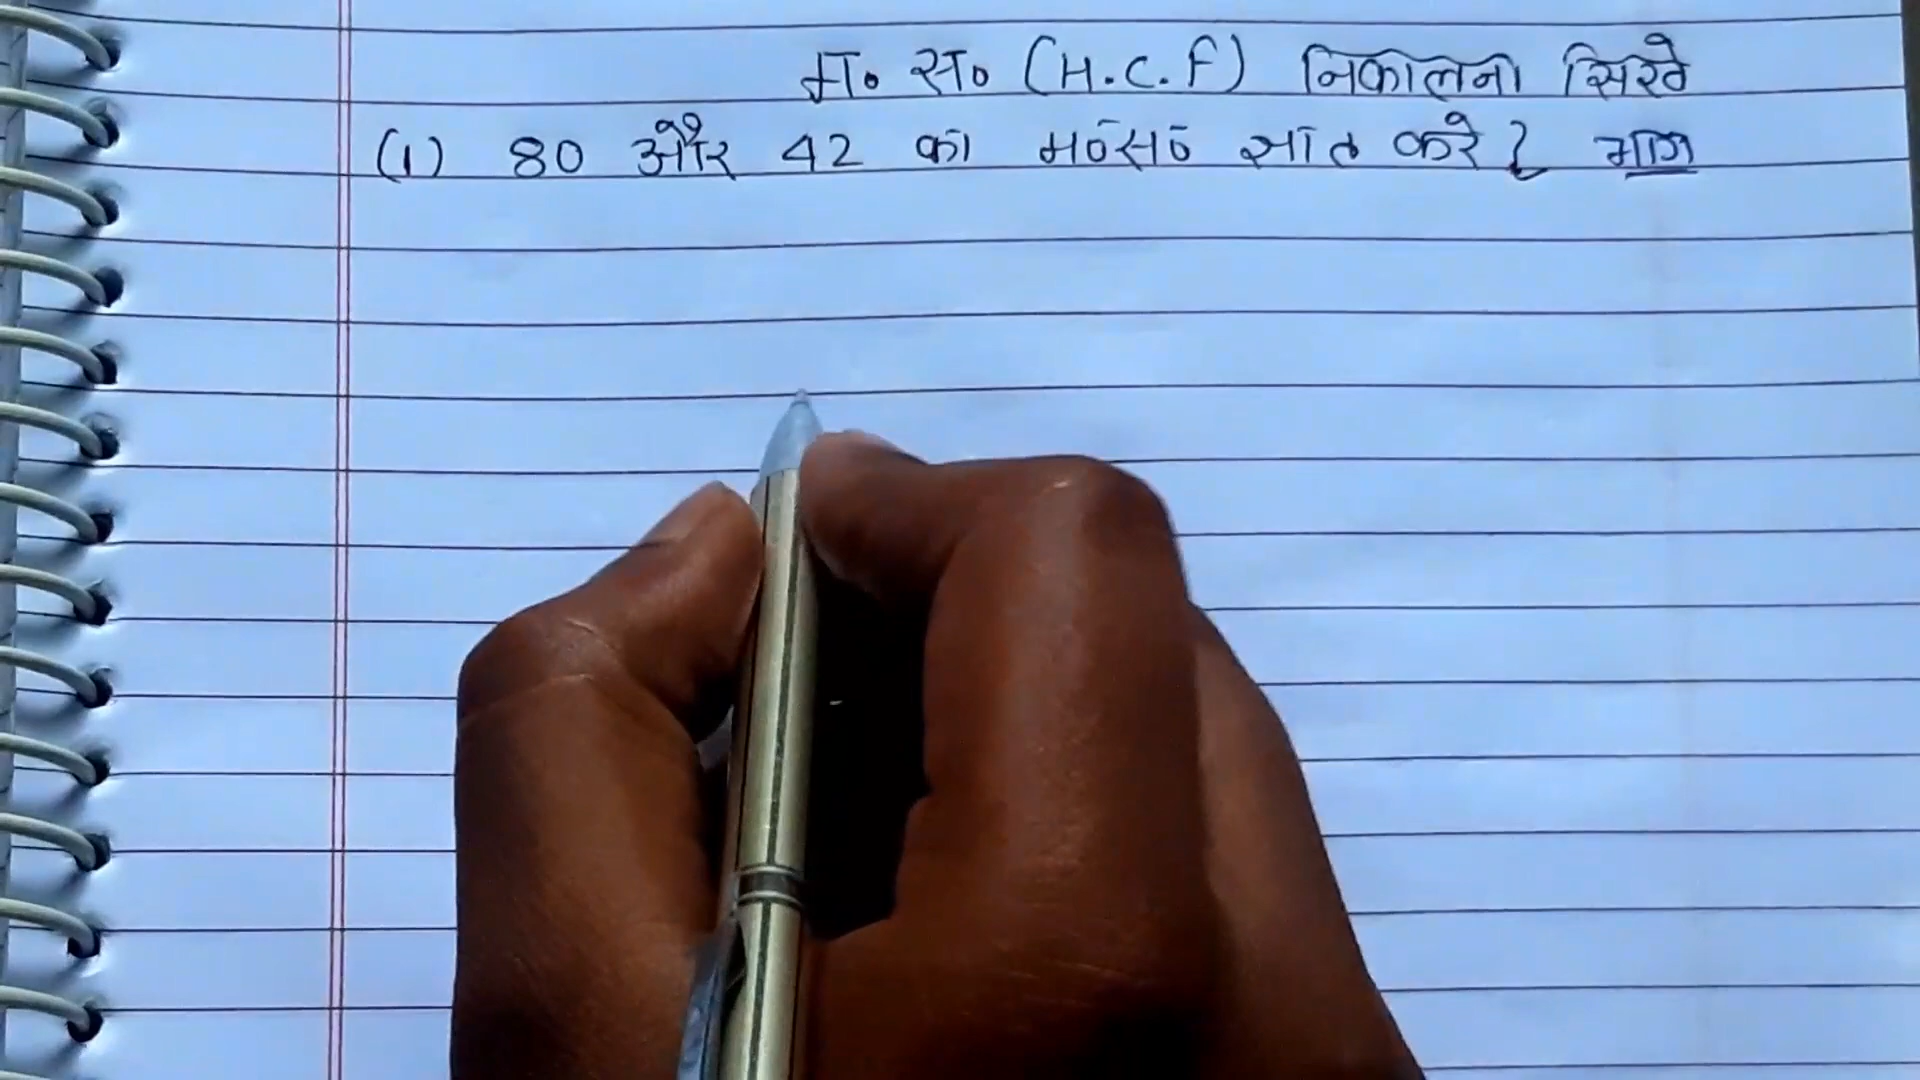 म० स० (H.C.F) निकालना सिखे
(1) 80 और 42 का म०स० ज्ञात करे? भाग